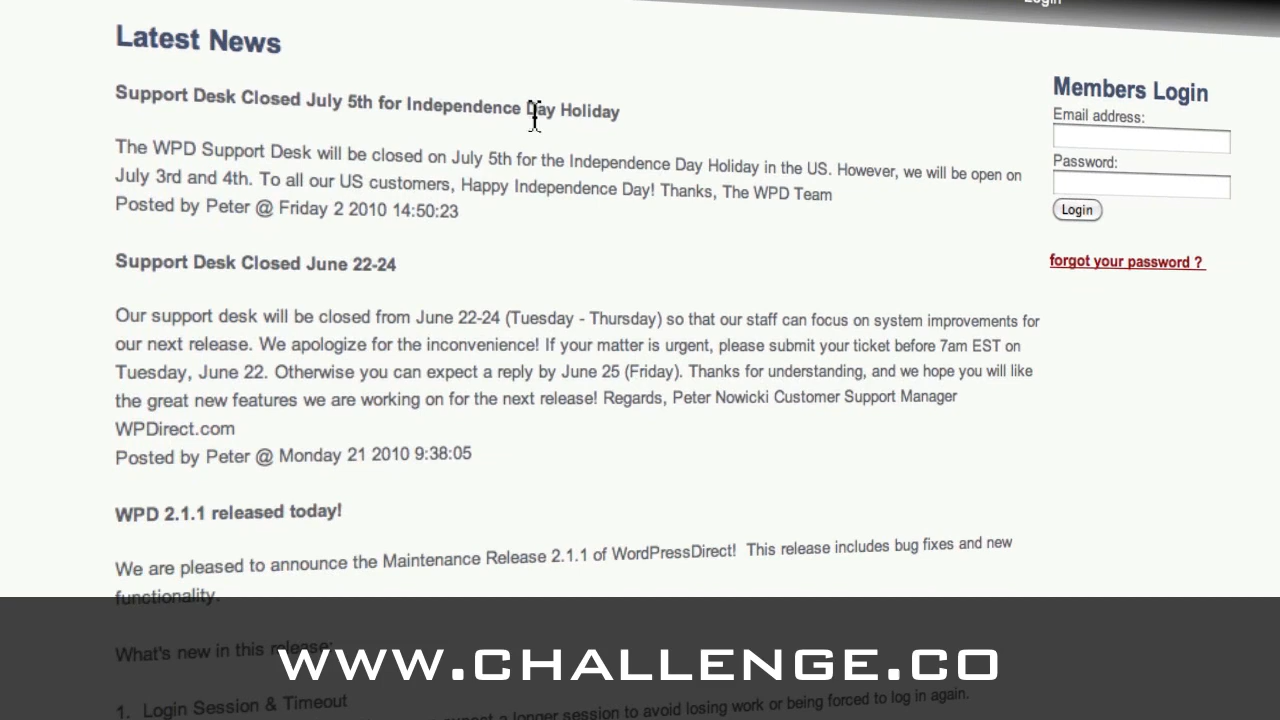 Login
Latest News
Members Login
Support Desk Closed July 5th for Independence Day Holiday
Email address:
The WPD Support Desk will be closed on July 5th for the Independence Day Holiday in the US. However, we will be open on
July 3rd and 4th. To all our US customers, Happy Independence Day! Thanks, The WPD Team
Posted by Peter @ Friday 2 2010 14:50:23
Password:
Login
forgot your password ?
Support Desk Closed June 22-24
Our support desk will be closed from June 22-24 (Tuesday - Thursday) so that our staff can focus on system improvements for
our next release. We apologize for the inconvenience! If your matter is urgent, please submit your ticket before 7am EST on
Tuesday, June 22. Otherwise you can expect a reply by June 25 (Friday). Thanks for understanding, and we hope you will like
the great new features we are working on for the next release! Regards, Peter Nowicki Customer Support Manager
WPDirect.com
Posted by Peter @ Monday 21 2010 9:38:05
WPD 2.1.1 released today!
We are pleased to announce the Maintenance Release 2.1.1 of WordPressDirect! This release includes bug fixes and new
functionality.
What's new in this release:
WWW.CHALLENGE.CO
1. Login Session & Timeout
a longer session to avoid losing work or being forced to log in again.